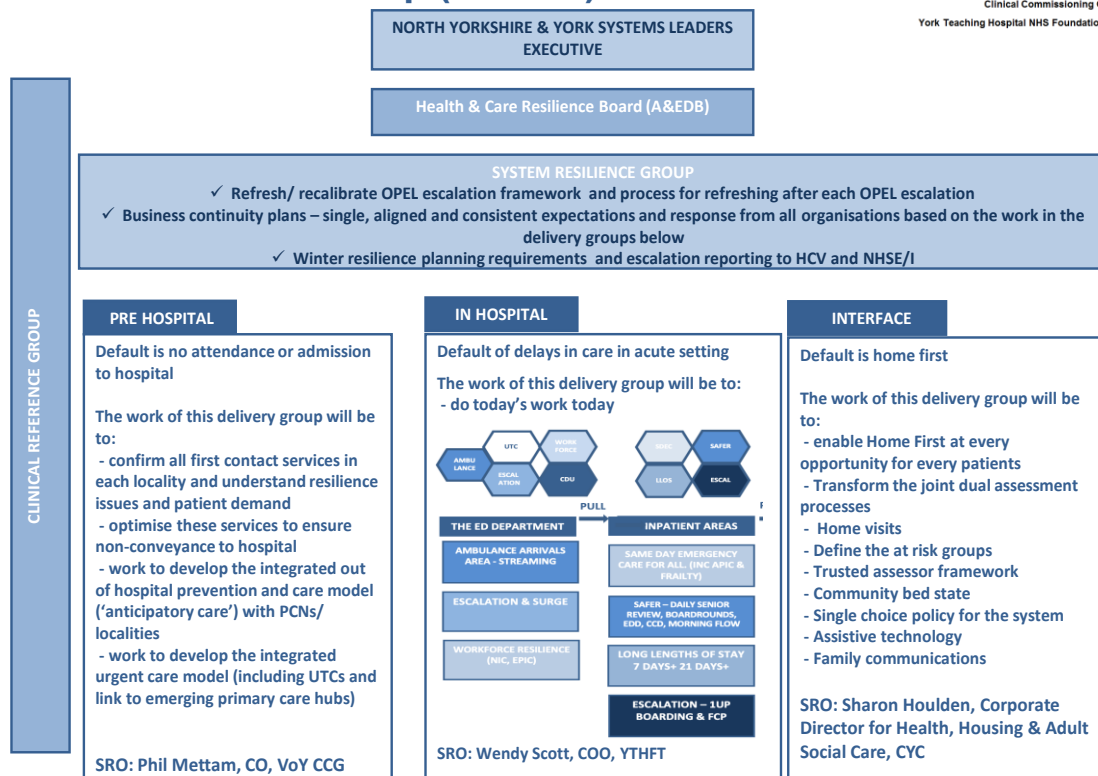 Clinical Commissioning
York Teaching Hospital NHS Foundatio
NORTH YORKSHIRE & YORK SYSTEMS LEADERS
EXECUTIVE
Health & Care Resilience Board (A&EDB)
SYSTEM RESILIENCE GROUP
✓ Refresh/ recalibrate OPEL escalation framework and process for refreshing after each OPEL escalation
✓ Business continuity plans – single, aligned and consistent expectations and response from all organisations based on the work in the
delivery groups below
✓ Winter resilience planning requirements and escalation reporting to HCV and NHSE/I
CLINICAL REFERENCE GROUP
PRE HOSPITAL
Default is no attendance or admission
to hospital
The work of this delivery group will be
to:
- confirm all first contact services in
each locality and understand resilience
issues and patient demand
- optimise these services to ensure
non-conveyance to hospital
- work to develop the integrated out
of hospital prevention and care model
(‘anticipatory care’) with PCNs/
localities
- work to develop the integrated
urgent care model (including UTCs and
link to emerging primary care hubs)
SRO: Phil Mettam, CO, VoY CCG
IN HOSPITAL
Default of delays in care in acute setting
The work of this delivery group will be to:
- do today’s work today
AMBU
LANCE
UTC
ESCAL
ATION
WORK
FORCE
CDU
SDEC
LLOS
SAFER
ESCAL
PULL
THE ED DEPARTMENT
AMBULANCE ARRIVALS
AREA - STREAMING
ESCALATION & SURGE
WORKFORCE RESILIENCE
(NIC, EPIC)
INPATIENT AREAS
SAME DAY EMERGENCY
CARE FOR ALL. (INC APIC &
FRAILTY)
SAFER – DAILY SENIOR
REVIEW, BOARDROUNDS,
EDD, CCD, MORNING FLOW
LONG LENGTHS OF STAY
7 DAYS+ 21 DAYS+
ESCALATION – 1UP
BOARDING & FCP
SRO: Wendy Scott, COO, YTHFT
INTERFACE
Default is home first
The work of this delivery group will be
to:
- enable Home First at every
opportunity for every patients
- Transform the joint dual assessment
processes
- Home visits
- Define the at risk groups
- Trusted assessor framework
- Community bed state
- Single choice policy for the system
- Assistive technology
- Family communications
SRO: Sharon Houlden, Corporate
Director for Health, Housing & Adult
Social Care, CYC